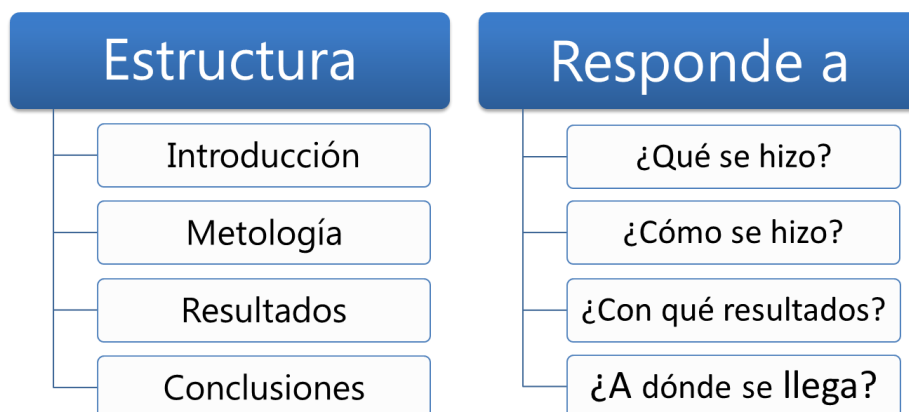 Estructura
Introducción
Metología
Resultados
Conclusiones
Responde a
¿Qué se hizo?
¿Cómo se hizo?
¿Con qué resultados?
¿A dónde se llega?